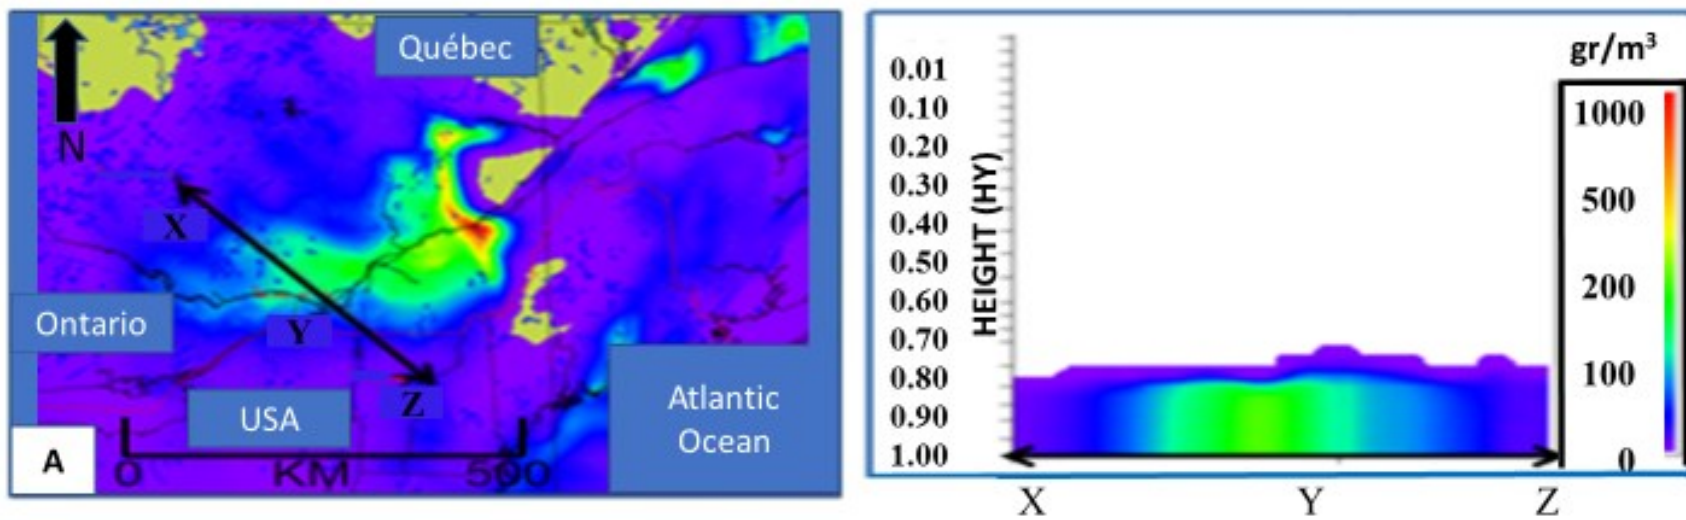 Québec
N
X
Ontario
Y
Z
USA
Atlantic
Ocean
A
0 KM 500
gr/m³
0.01
0.10
0.20
0.30
0.40
0.50
0.60
0.70
0.80
0.90
1.00
HEIGHT (HY)
1000
500
200
100
0
X Y Z